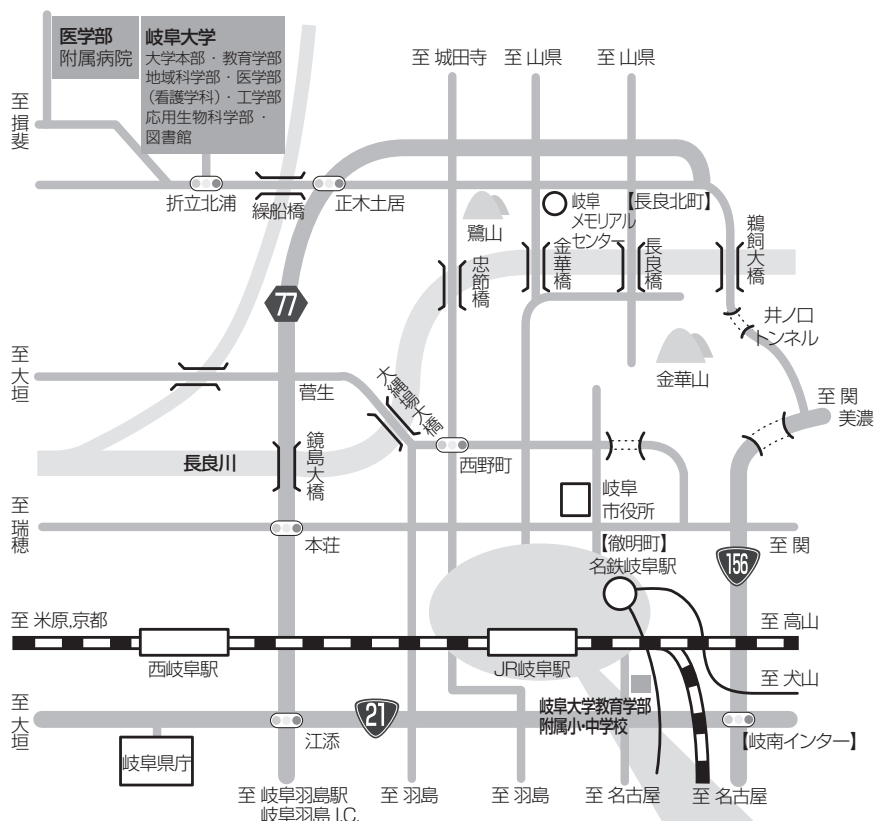 医学部
附属病院
岐阜大学
大学本部・教育学部
地域科学部・医学部
(看護学科)・工学部
応用生物科学部・
図書館
至 城田寺
至 山県
至 山県
至 揖斐
折立北浦
繰船橋
正木土居
鷺山
岐阜
メモリアル
センター
【長良北町】
忠節橋
金華橋
長良橋
鵜飼大橋
77
井ノ口
トンネル
金華山
至 大垣
菅生
大縄場大橋
至 関
美濃
長良川
鏡島大橋
西野町
岐阜
市役所
至 瑞穂
本荘
【徹明町】
名鉄岐阜駅
156
至 関
至 米原,京都
至 高山
西岐阜駅
JR岐阜駅
至 犬山
至 大垣
岐阜大学教育学部
附属小・中学校
21
江添
【岐南インター】
岐阜県庁
至 岐阜羽島駅
岐阜羽島I.C.
至 羽島
至 羽島
至 名古屋
至 名古屋